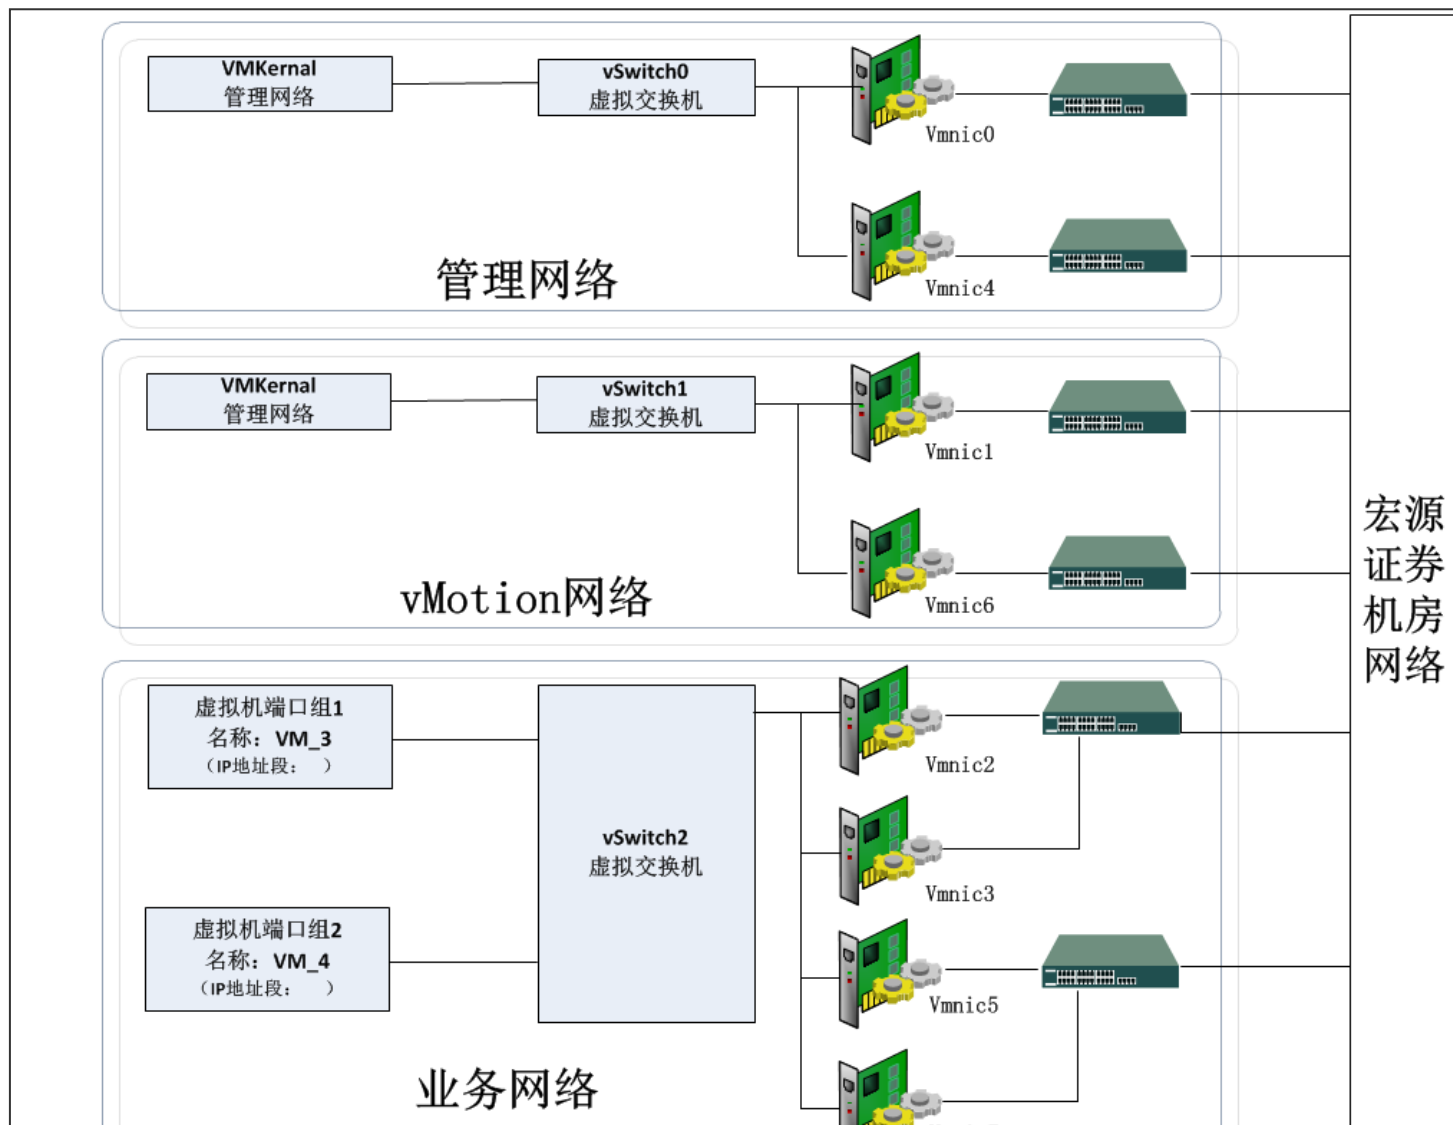 VMKernal
管理网络
vSwitch0
虚拟交换机
Vmnic0
Vmnic4
管理网络
VMKernal
管理网络
vSwitch1
虚拟交换机
Vmnic1
Vmnic6
vMotion网络
虚拟机端口组1
名称：VM_3
（IP地址段：  ）
vSwitch2
虚拟交换机
Vmnic2
Vmnic3
虚拟机端口组2
名称：VM_4
（IP地址段：  ）
Vmnic5
业务网络
宏源
证券
机房
网络